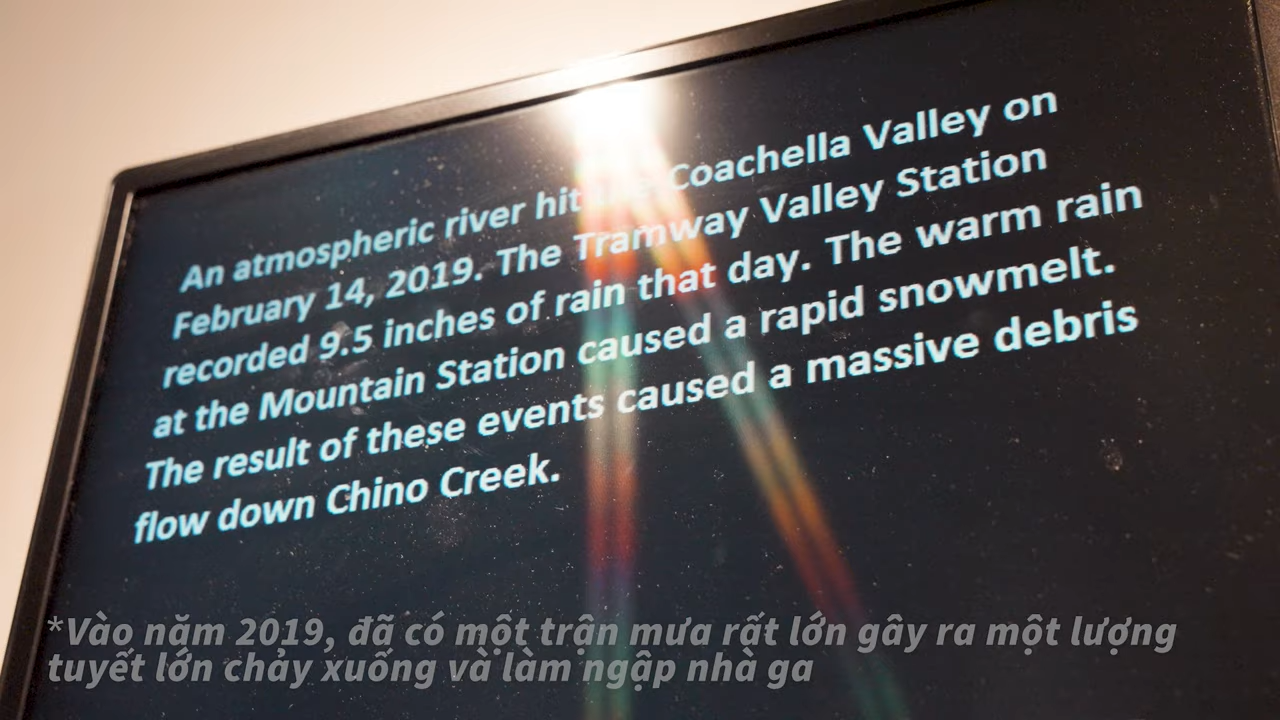 An atmospheric river hit the Coachella Valley on
February 14, 2019. The Tramway Valley Station
recorded 9.5 inches of rain that day. The warm rain
at the Mountain Station caused a rapid snowmelt.
The result of these events caused a massive debris
flow down Chino Creek.
*Vào năm 2019, đã có một trận mưa rất lớn gây ra một lượng
tuyết lớn chảy xuống và làm ngập nhà ga